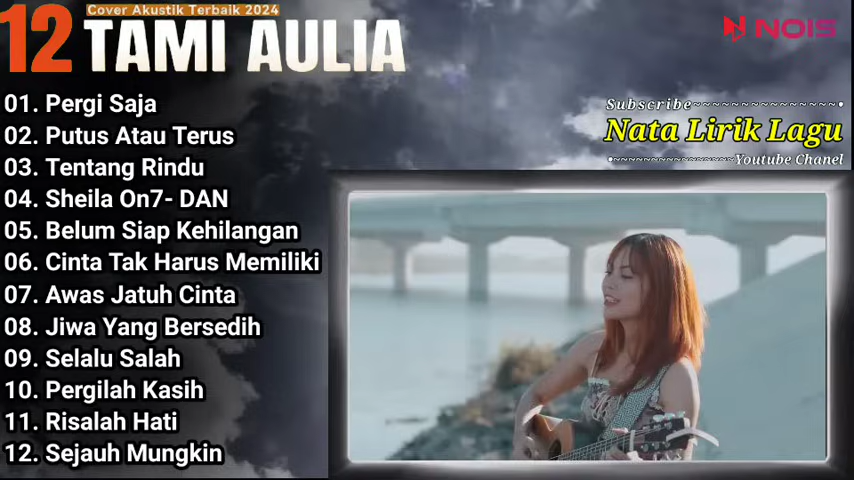 Cover Akustik Terbaik 2024
12 TAMI AULIA
NOIS
01. Pergi Saja
02. Putus Atau Terus
03. Tentang Rindu
04. Sheila On7- DAN
05. Belum Siap Kehilangan
06. Cinta Tak Harus Memiliki
07. Awas Jatuh Cinta
08. Jiwa Yang Bersedih
09. Selalu Salah
10. Pergilah Kasih
11. Risalah Hati
12. Sejauh Mungkin
Subscribe~~~~~~~~~~~~~~~•
Nata Lirik Lagu
•~~~~~~~~~~~~~~~Youtube Chanel